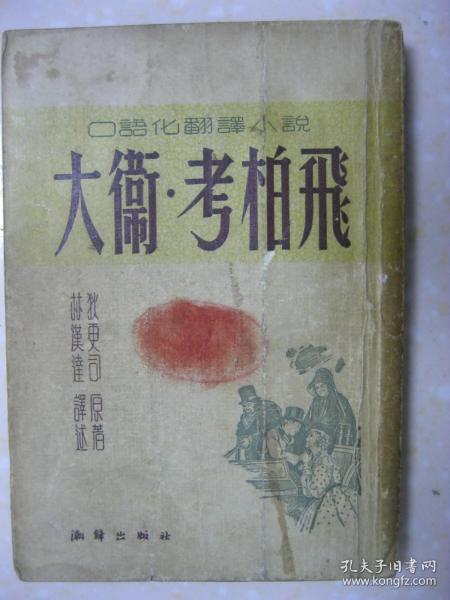 口語化翻譯小說
大衞·考柏飛
狄更司 原著
林漢達 譯述
潮鋒出版社
孔夫子旧书网
www.kongfz.com